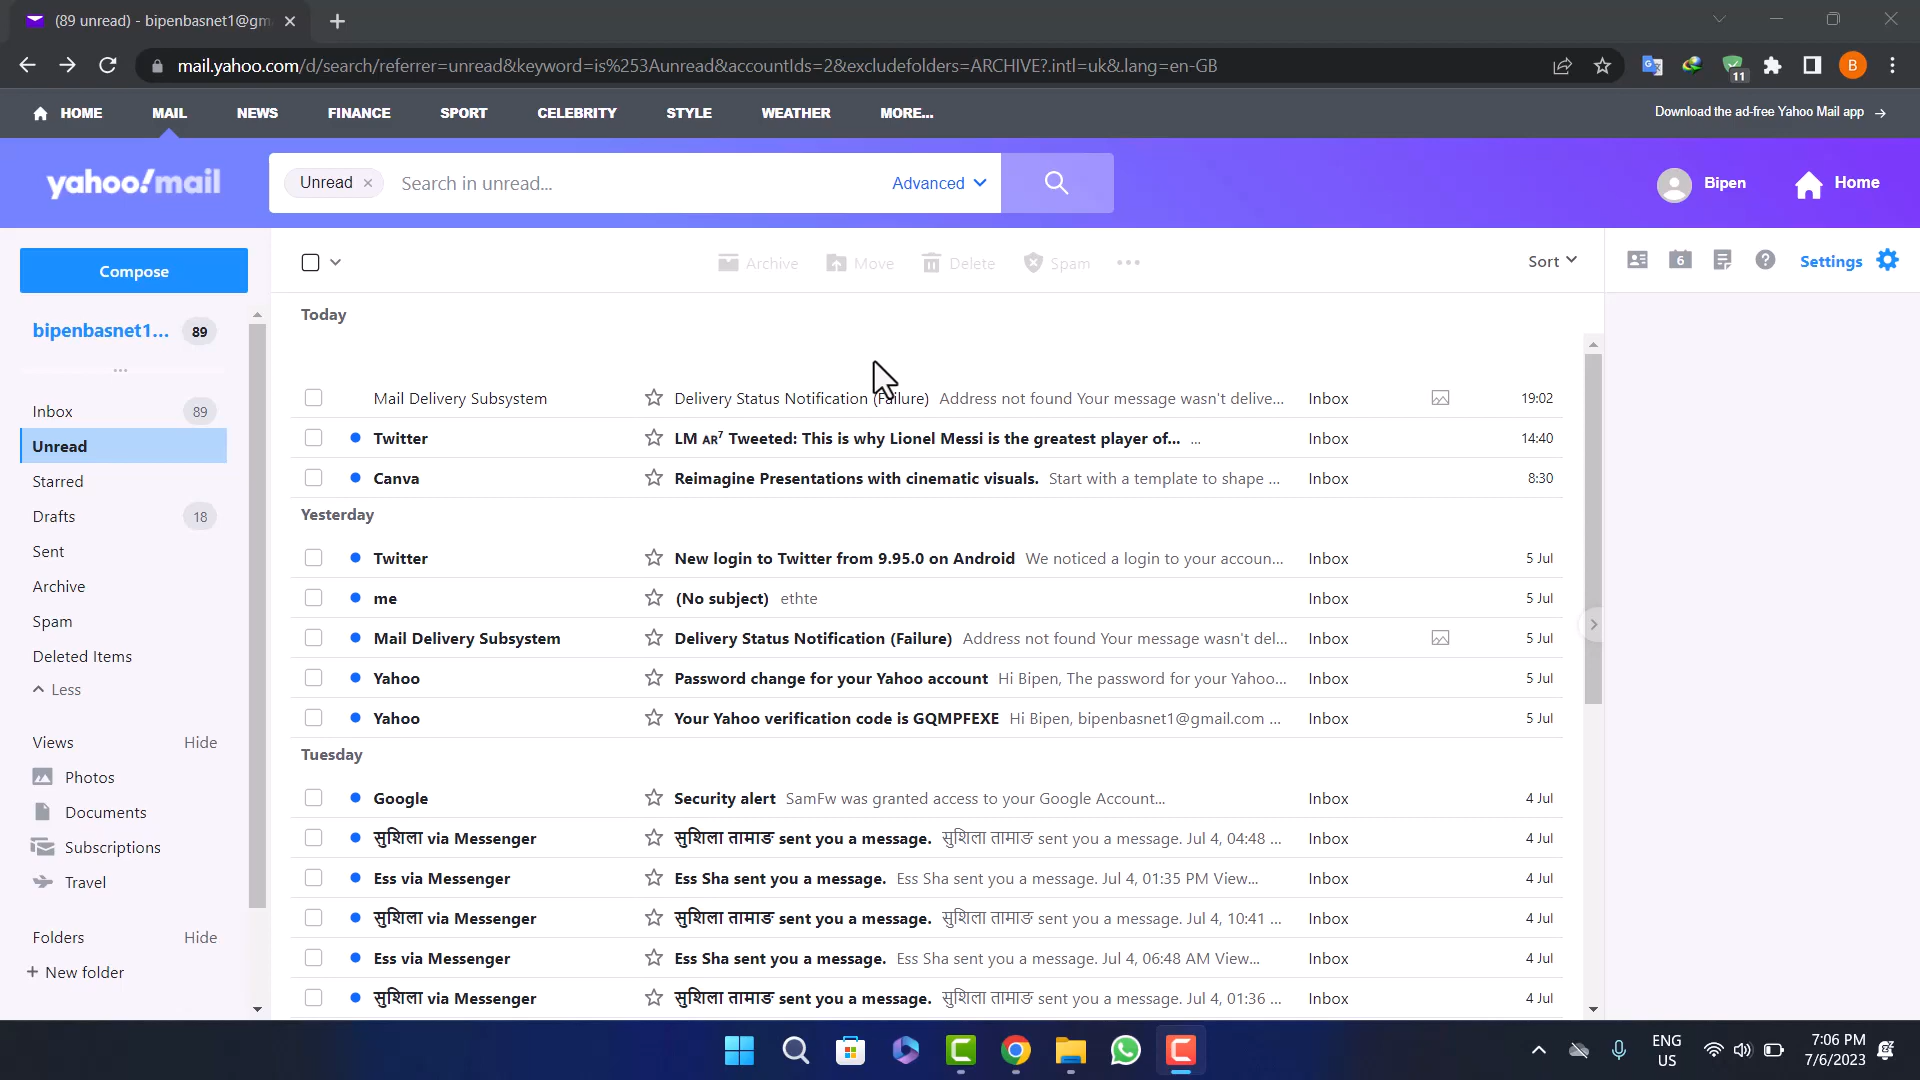 (89 unread) - bipenbasnet1@gm
mail.yahoo.com/d/search/referrer=unread&keyword=is%253Aunread&accountIds=2&excludefolders=ARCHIVE?.intl=uk&.lang=en-GB
11
B
HOME MAIL NEWS FINANCE SPORT CELEBRITY STYLE WEATHER MORE... Download the ad-free Yahoo Mail app →
yahoo!mail Unread × Search in unread... Advanced Bipen Home
Compose Archive Move Delete Spam Sort 6 Settings
bipenbasnet1... 89
Inbox 89
Unread
Starred
Drafts 18
Sent
Archive
Spam
Deleted Items
Less
Views Hide
Photos
Documents
Subscriptions
Travel
Folders Hide
+ New folder
Today
Mail Delivery Subsystem Delivery Status Notification (Failure) Address not found Your message wasn't delive... Inbox 19:02
Twitter LM ᴀʀ⁷ Tweeted: This is why Lionel Messi is the greatest player of... ... Inbox 14:40
Canva Reimagine Presentations with cinematic visuals. Start with a template to shape ... Inbox 8:30
Yesterday
Twitter New login to Twitter from 9.95.0 on Android We noticed a login to your accoun... Inbox 5 Jul
me (No subject) ethte Inbox 5 Jul
Mail Delivery Subsystem Delivery Status Notification (Failure) Address not found Your message wasn't del... Inbox 5 Jul
Yahoo Password change for your Yahoo account Hi Bipen, The password for your Yahoo... Inbox 5 Jul
Yahoo Your Yahoo verification code is GQMPFEXE Hi Bipen, bipenbasnet1@gmail.com ... Inbox 5 Jul
Tuesday
Google Security alert SamFw was granted access to your Google Account... Inbox 4 Jul
सुशिला via Messenger सुशिला तामाङ sent you a message. सुशिला तामाङ sent you a message. Jul 4, 04:48 ... Inbox 4 Jul
Ess via Messenger Ess Sha sent you a message. Ess Sha sent you a message. Jul 4, 01:35 PM View... Inbox 4 Jul
सुशिला via Messenger सुशिला तामाङ sent you a message. सुशिला तामाङ sent you a message. Jul 4, 10:41 ... Inbox 4 Jul
Ess via Messenger Ess Sha sent you a message. Ess Sha sent you a message. Jul 4, 06:48 AM View... Inbox 4 Jul
सुशिला via Messenger सुशिला तामाङ sent you a message. सुशिला तामाङ sent you a message. Jul 4, 01:36 ... Inbox 4 Jul
ENG
US
7:06 PM
7/6/2023